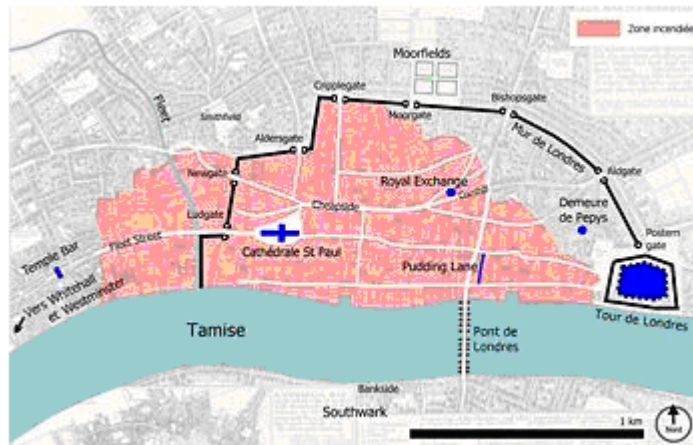 Zone incendiée
Moorfields
Cripplegate
Bishopsgate
Moorgate
Fleet
Smithfield
Aldersgate
Mur de Londres
Newgate
Aldgate
Royal Exchange
Cornhill
Cheapside
Demeure
de Pepys
Ludgate
Postern
gate
Fleet Street
Temple Bar
Cathédrale St Paul
Pudding Lane
Vers Whitehall
et Westminster
Tour de Londres
Tamise
Pont de
Londres
Bankside
Southwark
1 km
Nord